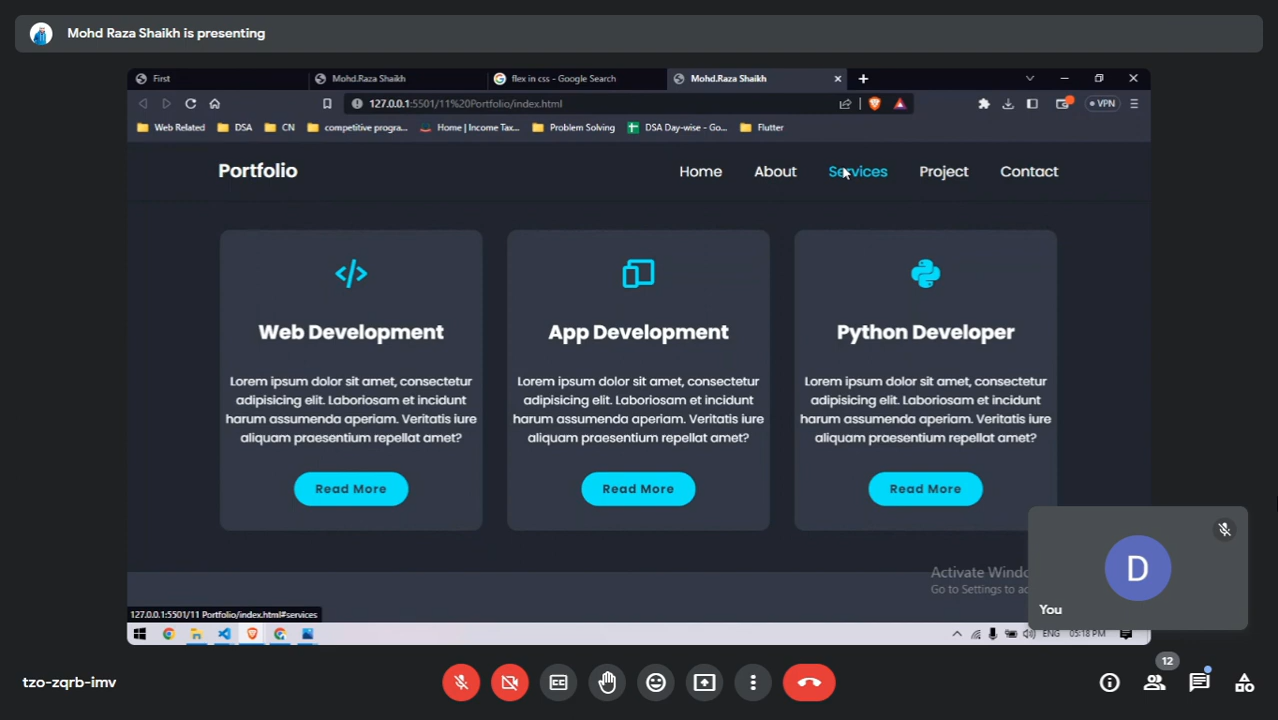 Mohd Raza Shaikh is presenting
First
Mohd.Raza Shaikh
flex in css - Google Search
Mohd.Raza Shaikh
127.0.0.1:5501/11%20Portfolio/index.html
VPN
Web Related
DSA
CN
competitive progra...
Home | Income Tax...
Problem Solving
DSA Day-wise - Go...
Flutter
Portfolio
Home
About
Services
Project
Contact
Web Development
Lorem ipsum dolor sit amet, consectetur
adipisicing elit. Laboriosam et incidunt
harum assumenda aperiam. Veritatis iure
aliquam praesentium repellat amet?
Read More
App Development
Lorem ipsum dolor sit amet, consectetur
adipisicing elit. Laboriosam et incidunt
harum assumenda aperiam. Veritatis iure
aliquam praesentium repellat amet?
Read More
Python Developer
Lorem ipsum dolor sit amet, consectetur
adipisicing elit. Laboriosam et incidunt
harum assumenda aperiam. Veritatis iure
aliquam praesentium repellat amet?
Read More
Activate Windo
Go to Settings to ac
D
You
127.0.0.1:5501/11 Portfolio/index.html#services
ENG
05:18 PM
tzo-zqrb-imv
12